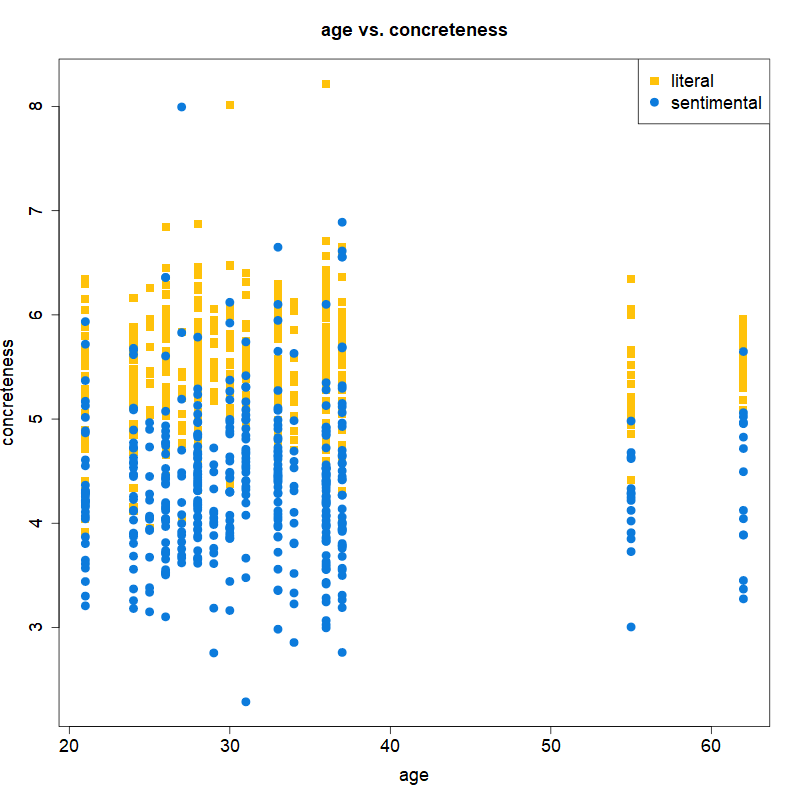 age vs. concreteness
literal
sentimental
concreteness
8
7
6
5
4
3
20 30 40 50 60
age